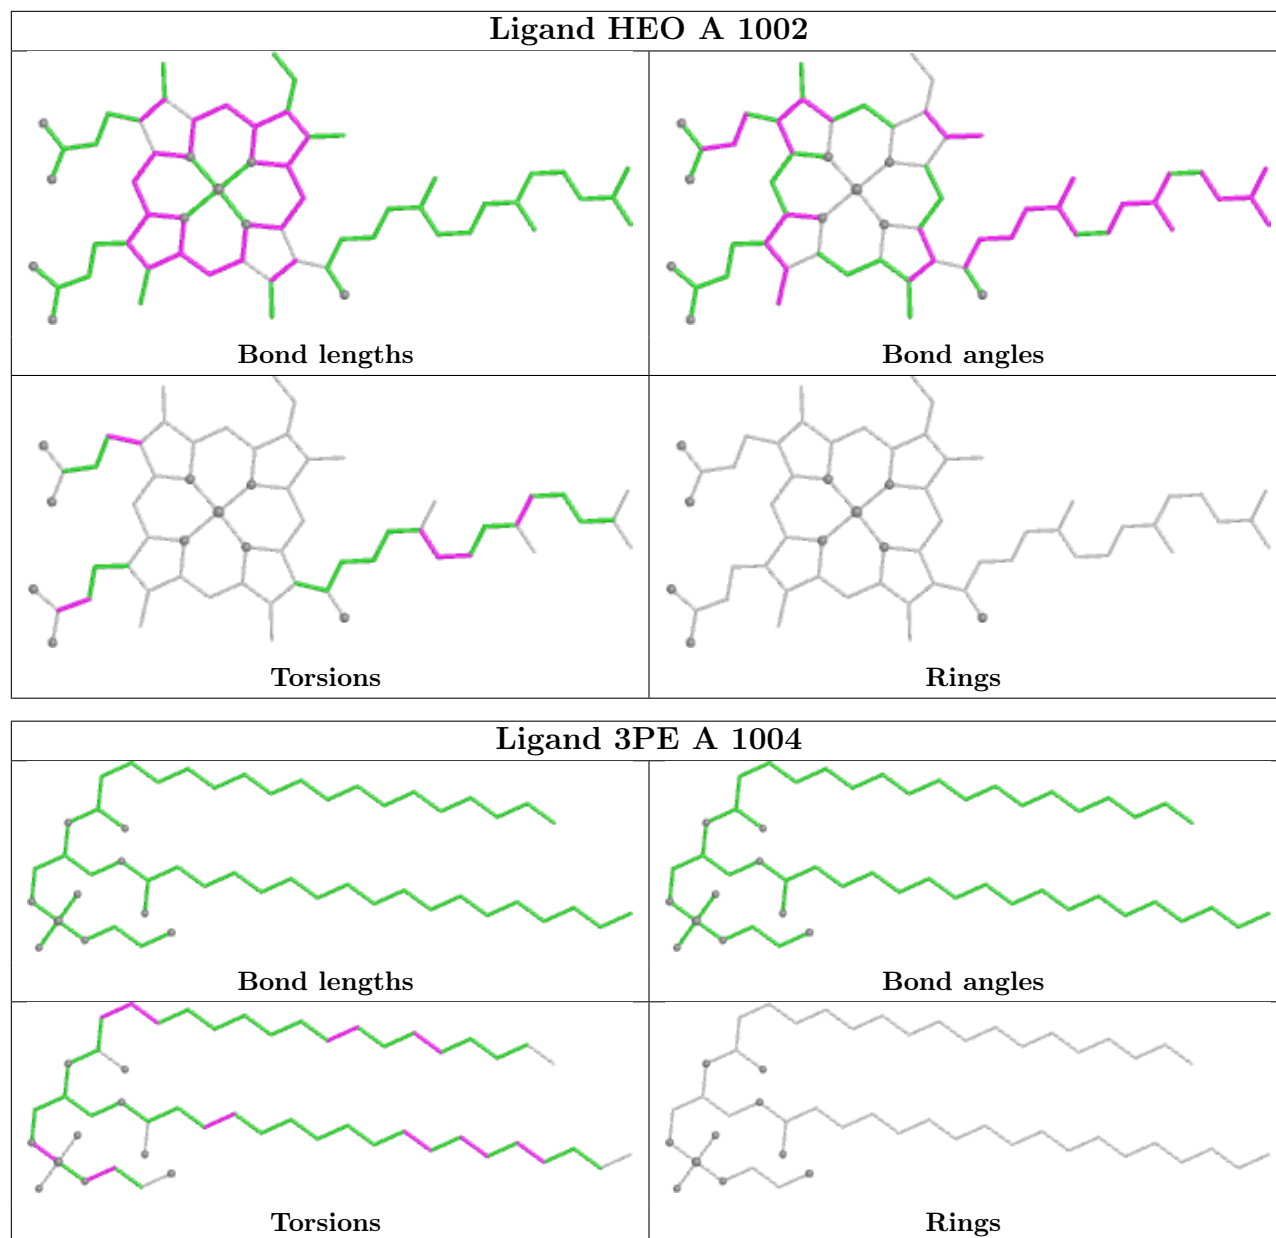 Ligand HEO A 1002
Bond lengths
Bond angles
Torsions
Rings
Ligand 3PE A 1004
Bond lengths
Bond angles
Torsions
Rings